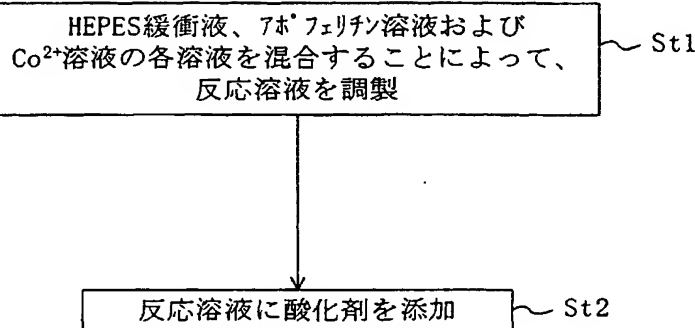 HEPES緩衝液、アポフェリチン溶液および
Co²⁺溶液の各溶液を混合することによって、
反応溶液を調製
St1
反応溶液に酸化剤を添加
St2